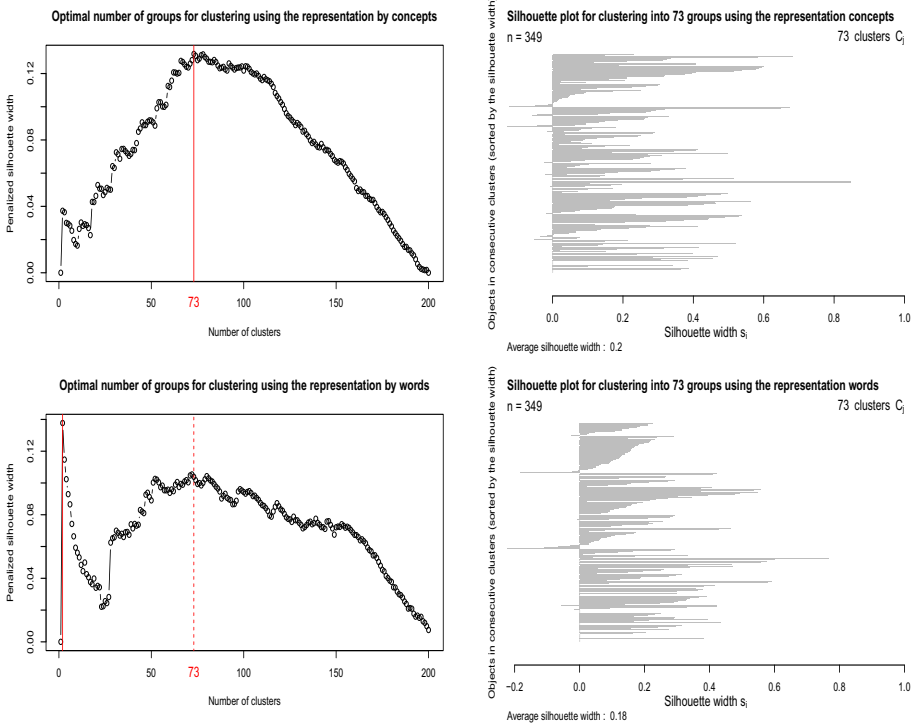 Optimal number of groups for clustering using the representation by concepts
Penalized silhouette width
0.00
0.04
0.08
0.12
0
50
100
150
200
73
Number of clusters
Silhouette plot for clustering into 73 groups using the representation concepts
n = 349
73 clusters Cj
Objects in consecutive clusters (sorted by the silhouette width
0.0
0.2
0.4
0.6
0.8
1.0
Silhouette width si
Average silhouette width : 0.2
Optimal number of groups for clustering using the representation by words
Penalized silhouette width
0.00
0.04
0.08
0.12
0
50
100
150
200
73
Number of clusters
Silhouette plot for clustering into 73 groups using the representation words
n = 349
73 clusters Cj
Objects in consecutive clusters (sorted by the silhouette width)
−0.2
0.0
0.2
0.4
0.6
0.8
1.0
Silhouette width si
Average silhouette width : 0.18